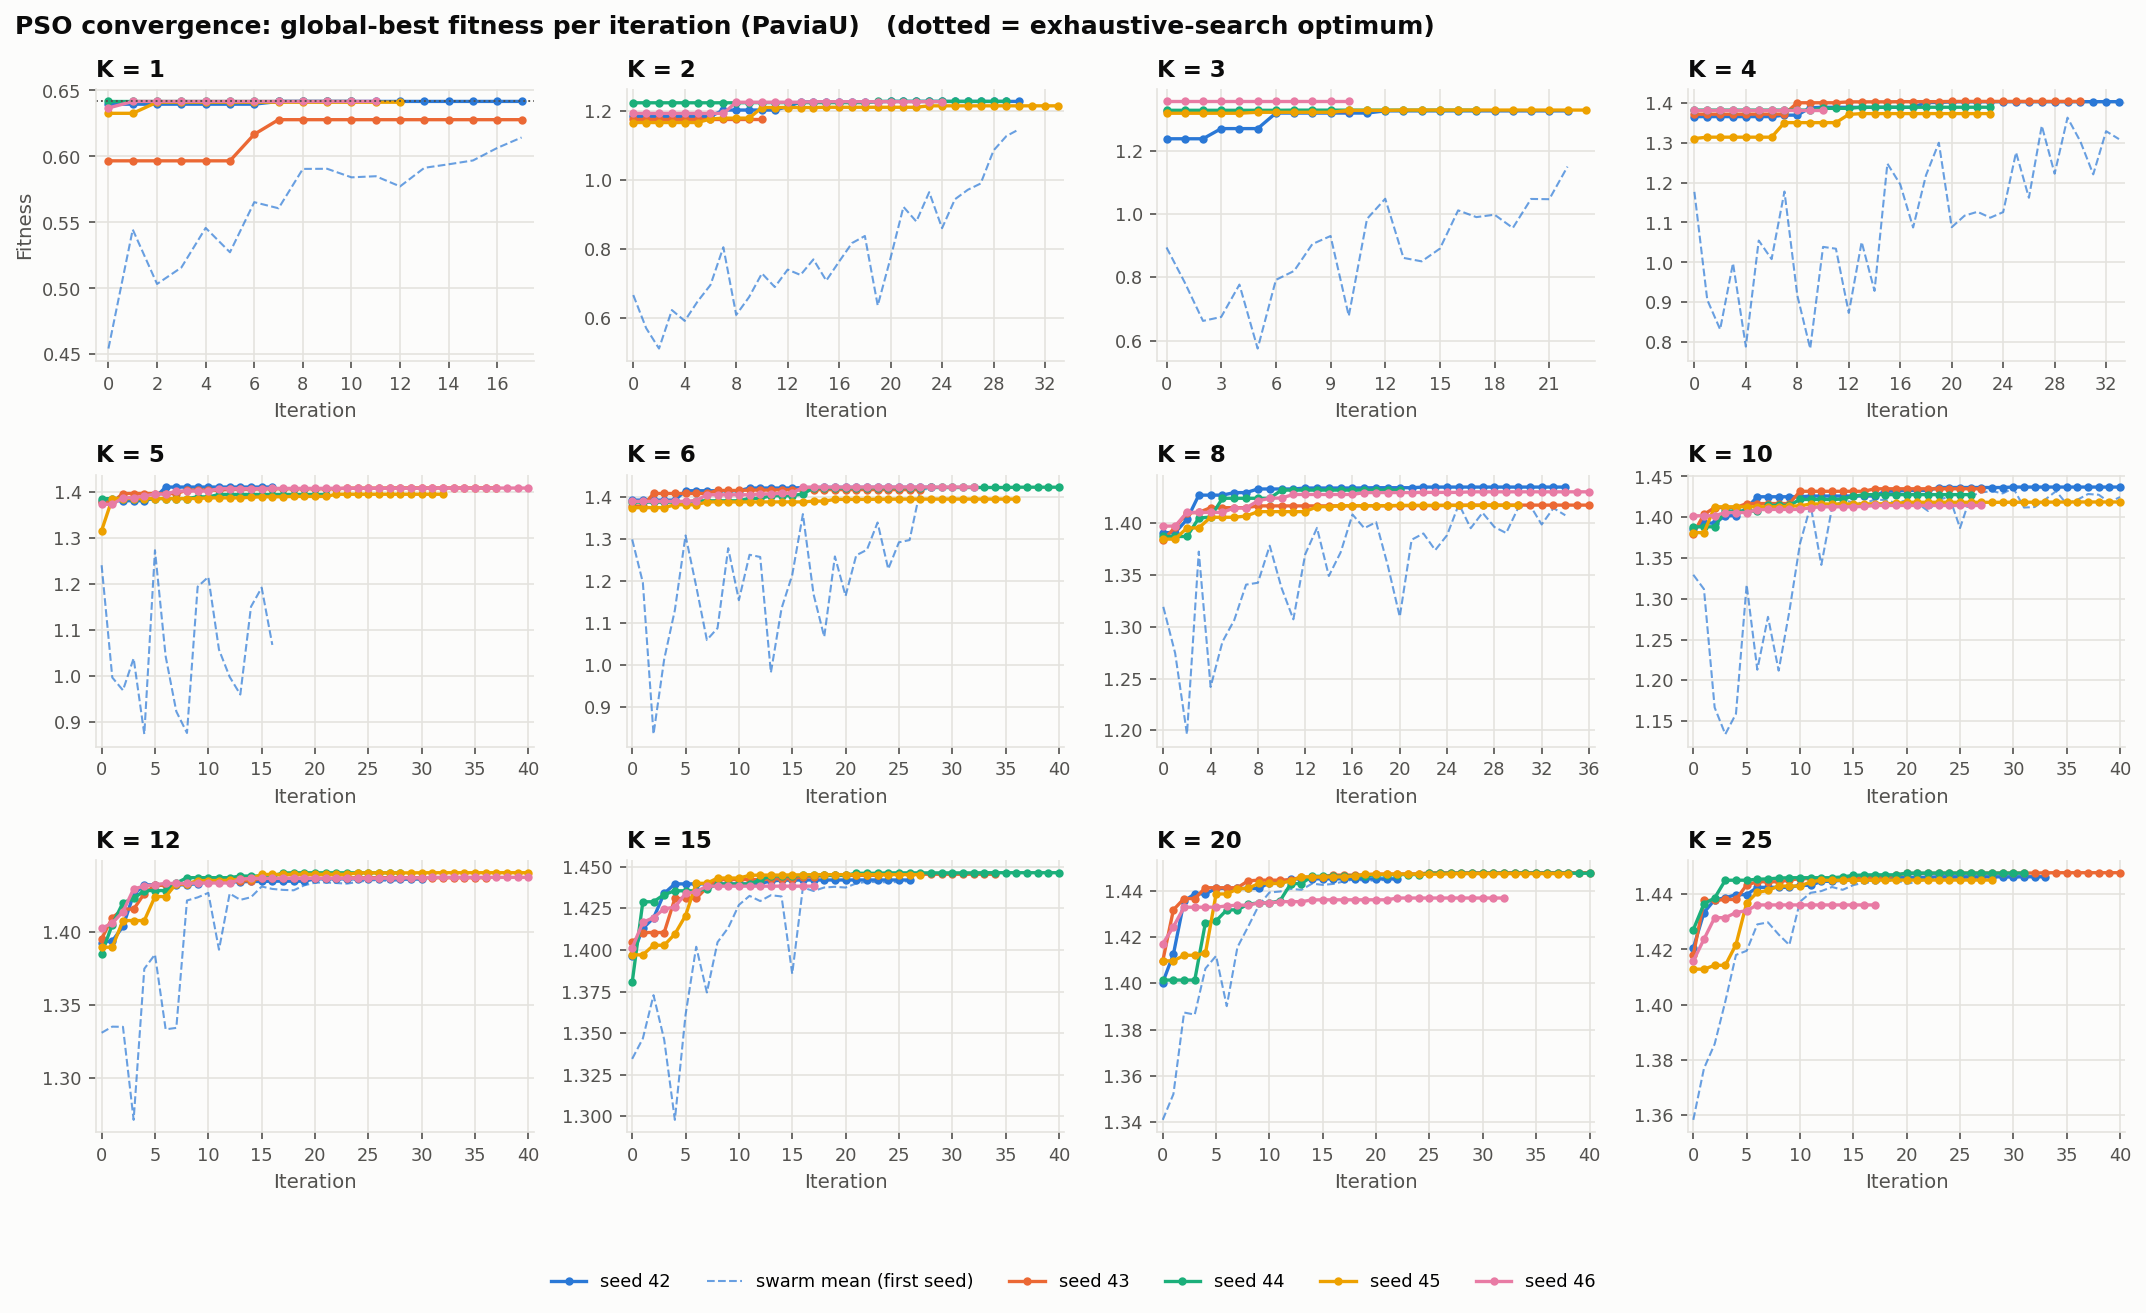 PSO convergence: global-best fitness per iteration (PaviaU)   (dotted = exhaustive-search optimum)
K = 1
K = 2
K = 3
K = 4
Fitness
0.65
0.60
0.55
0.50
0.45
0 2 4 6 8 10 12 14 16
Iteration
1.2
1.0
0.8
0.6
0 4 8 12 16 20 24 28 32
Iteration
1.2
1.0
0.8
0.6
0 3 6 9 12 15 18 21
Iteration
1.4
1.3
1.2
1.1
1.0
0.9
0.8
0 4 8 12 16 20 24 28 32
Iteration
K = 5
K = 6
K = 8
K = 10
1.4
1.3
1.2
1.1
1.0
0.9
0 5 10 15 20 25 30 35 40
Iteration
1.4
1.3
1.2
1.1
1.0
0.9
0 5 10 15 20 25 30 35 40
Iteration
1.40
1.35
1.30
1.25
1.20
0 4 8 12 16 20 24 28 32 36
Iteration
1.45
1.40
1.35
1.30
1.25
1.20
1.15
0 5 10 15 20 25 30 35 40
Iteration
K = 12
K = 15
K = 20
K = 25
1.40
1.35
1.30
0 5 10 15 20 25 30 35 40
Iteration
1.450
1.425
1.400
1.375
1.350
1.325
1.300
0 5 10 15 20 25 30 35 40
Iteration
1.44
1.42
1.40
1.38
1.36
1.34
0 5 10 15 20 25 30 35 40
Iteration
1.44
1.42
1.40
1.38
1.36
0 5 10 15 20 25 30 35 40
Iteration
seed 42 swarm mean (first seed) seed 43 seed 44 seed 45 seed 46